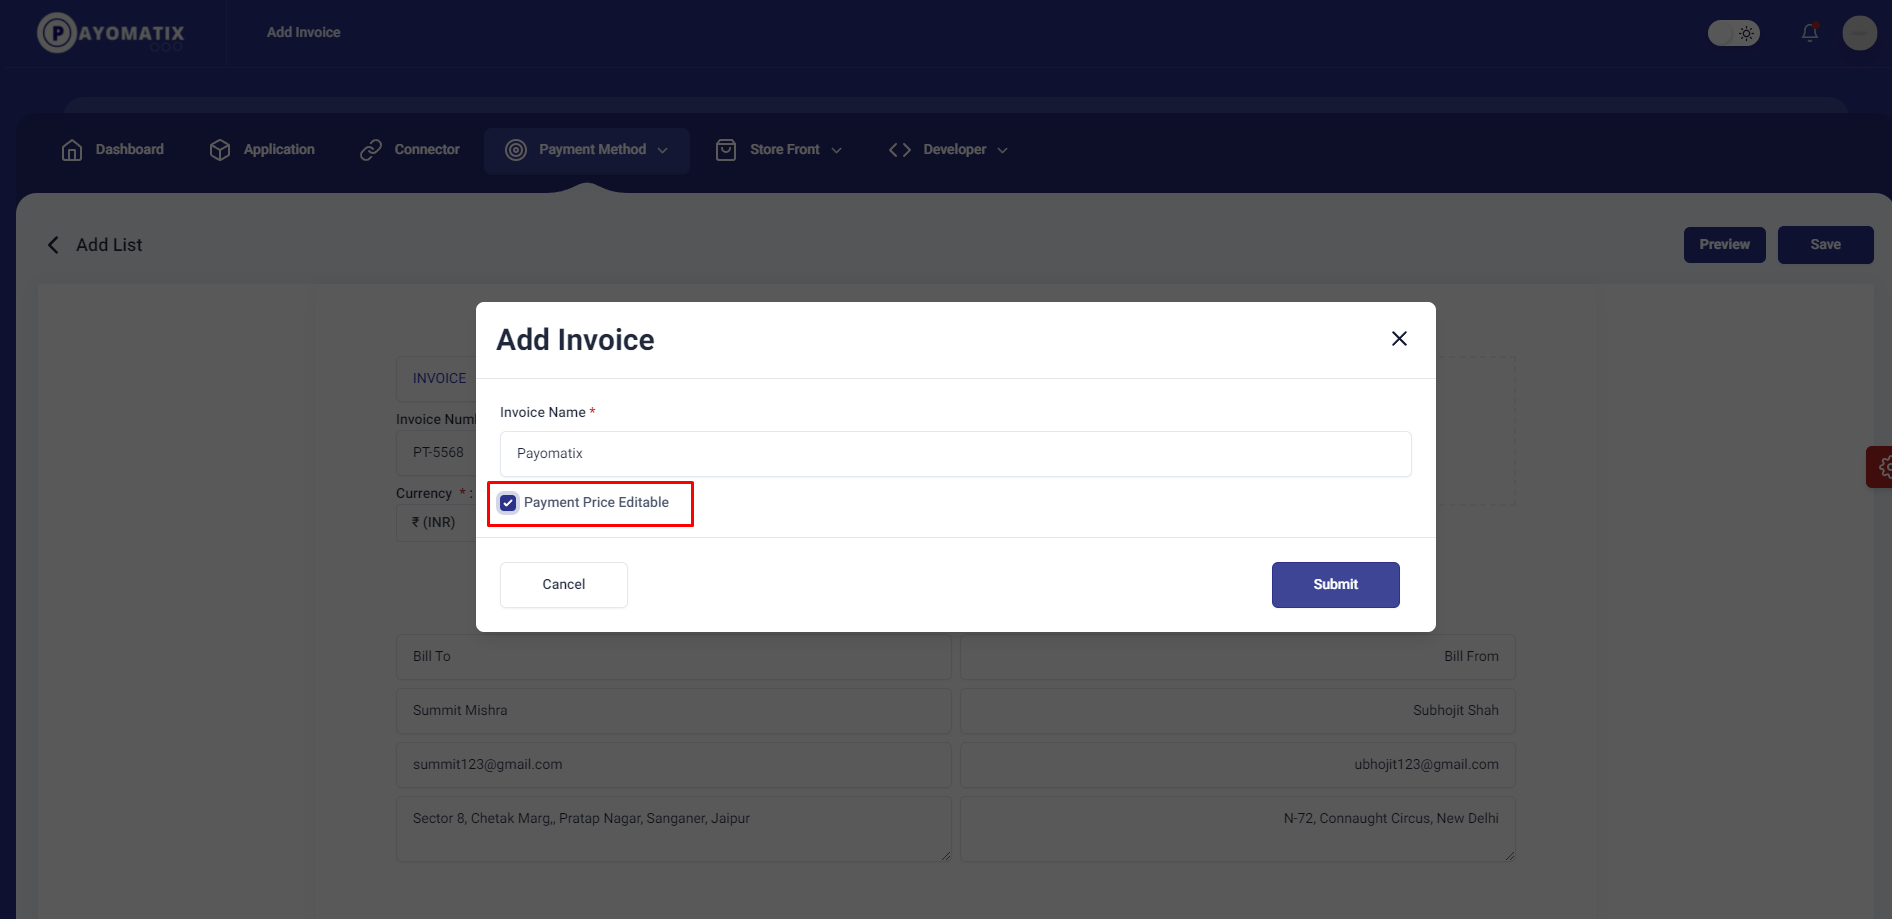 PAYOMATIX
Add Invoice
Dashboard
Application
Connector
Payment Method
Store Front
Developer
Add List
Preview
Save
Add Invoice
INVOICE
Invoice Name *
Invoice Num
Payomatix
PT-5568
Currency * :
Payment Price Editable
₹ (INR)
Cancel
Submit
Bill To
Bill From
Summit Mishra
Subhojit Shah
summit123@gmail.com
ubhojit123@gmail.com
Sector 8, Chetak Marg,, Pratap Nagar, Sanganer, Jaipur
N-72, Connaught Circus, New Delhi